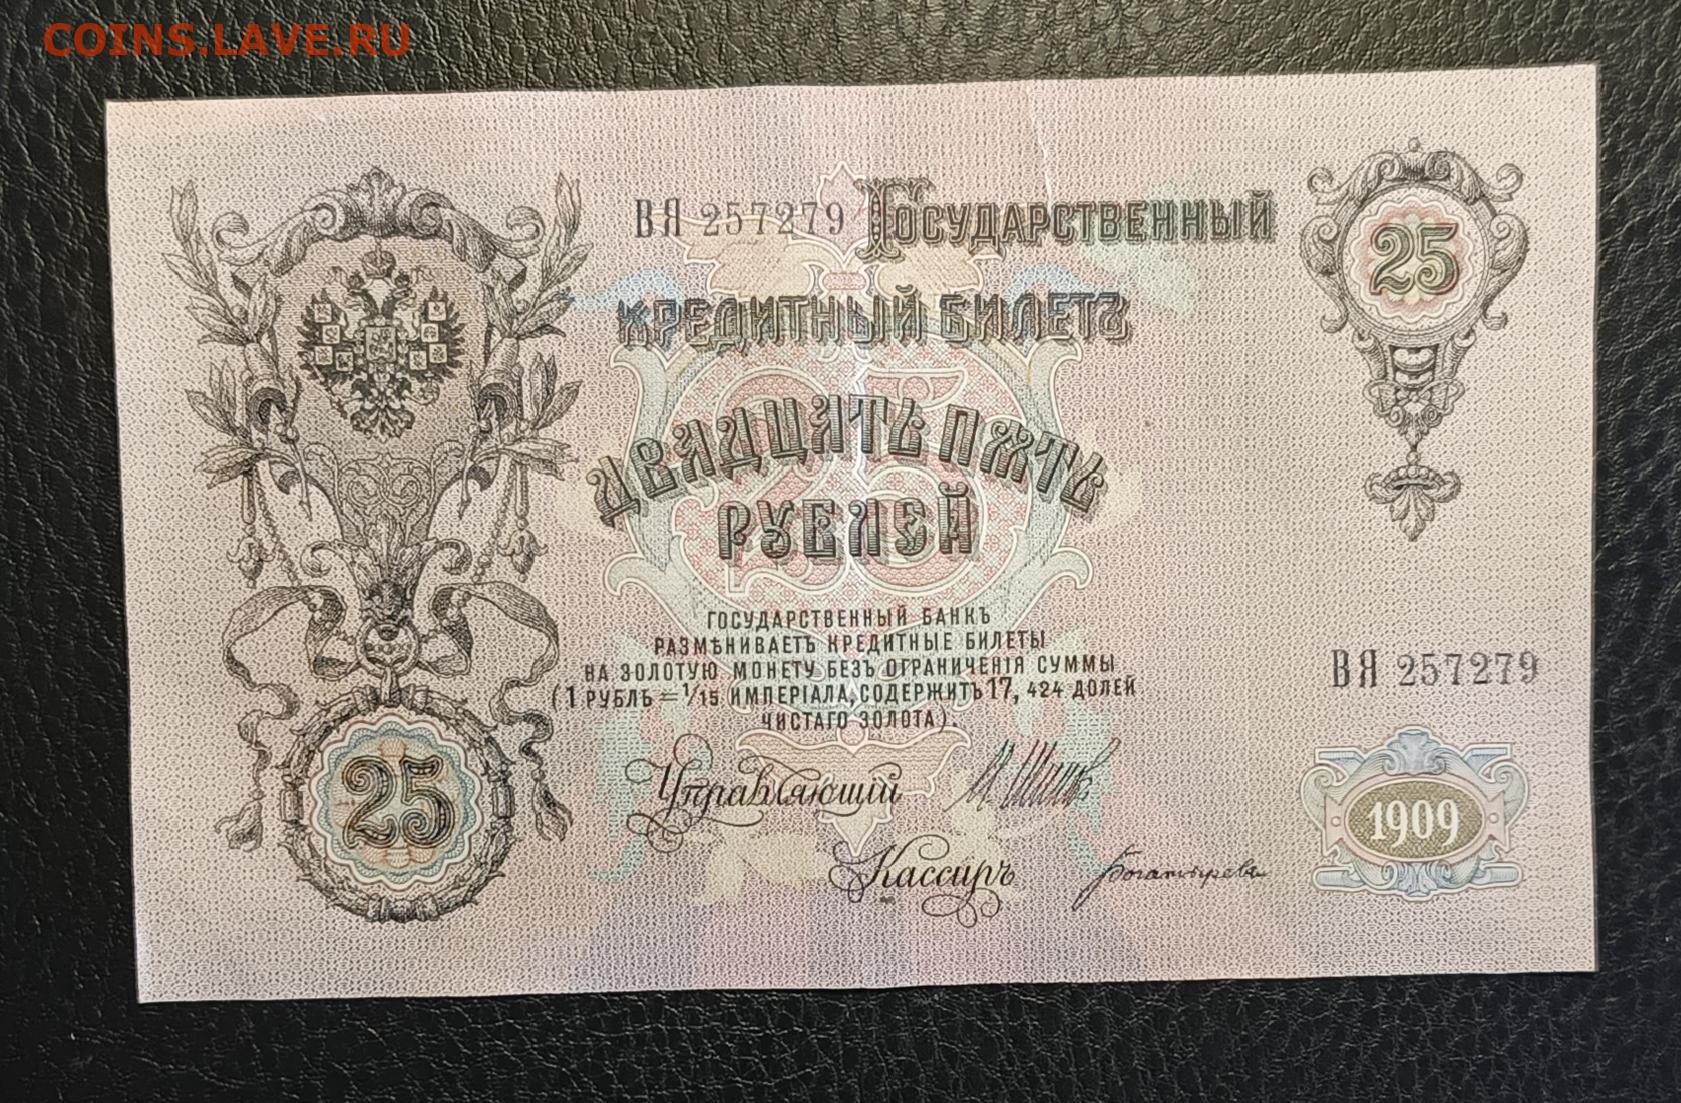 COINS.LAVE.RU
ВЯ 257279 ГОСУДАРСТВЕННЫЙ
25
КРЕДИТНЫЙ БИЛЕТЪ
25
ДВАДЦАТЬ ПЯТЬ
РУБЛЕЙ
ГОСУДАРСТВЕННЫЙ БАНКЪ
РАЗМѢНИВАЕТЪ КРЕДИТНЫЕ БИЛЕТЫ
НА ЗОЛОТУЮ МОНЕТУ БЕЗЪ ОГРАНИЧЕНІЯ СУММЫ
(1 РУБЛЬ = 1/15 ИМПЕРІАЛА, СОДЕРЖИТЪ 17, 424 ДОЛЕЙ
ЧИСТАГО ЗОЛОТА).
ВЯ 257279
25
Управляющій И Шипов
Кассиръ Богатырев
1909